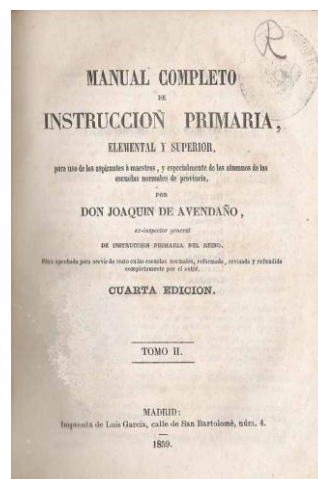 R
MANUAL COMPLETO
DE
INSTRUCCION PRIMARIA,
ELEMENTAL Y SUPERIOR,
para uso de los aspirantes à maestros, y especialmente de los alumnos de las
escuelas normales de provincia,
POR
DON JOAQUIN DE AVENDAÑO,
ex-inspector general
DE INSTRUCCION PRIMARIA DEL REINO.
Obra aprobada para servir de texto en las escuelas normales, reformada, revisada y refundida
completamente por el autor.
CUARTA EDICION.
TOMO II.
MADRID:
Imprenta de Luis García, calle de San Bartolomé, núm. 4.
1859.